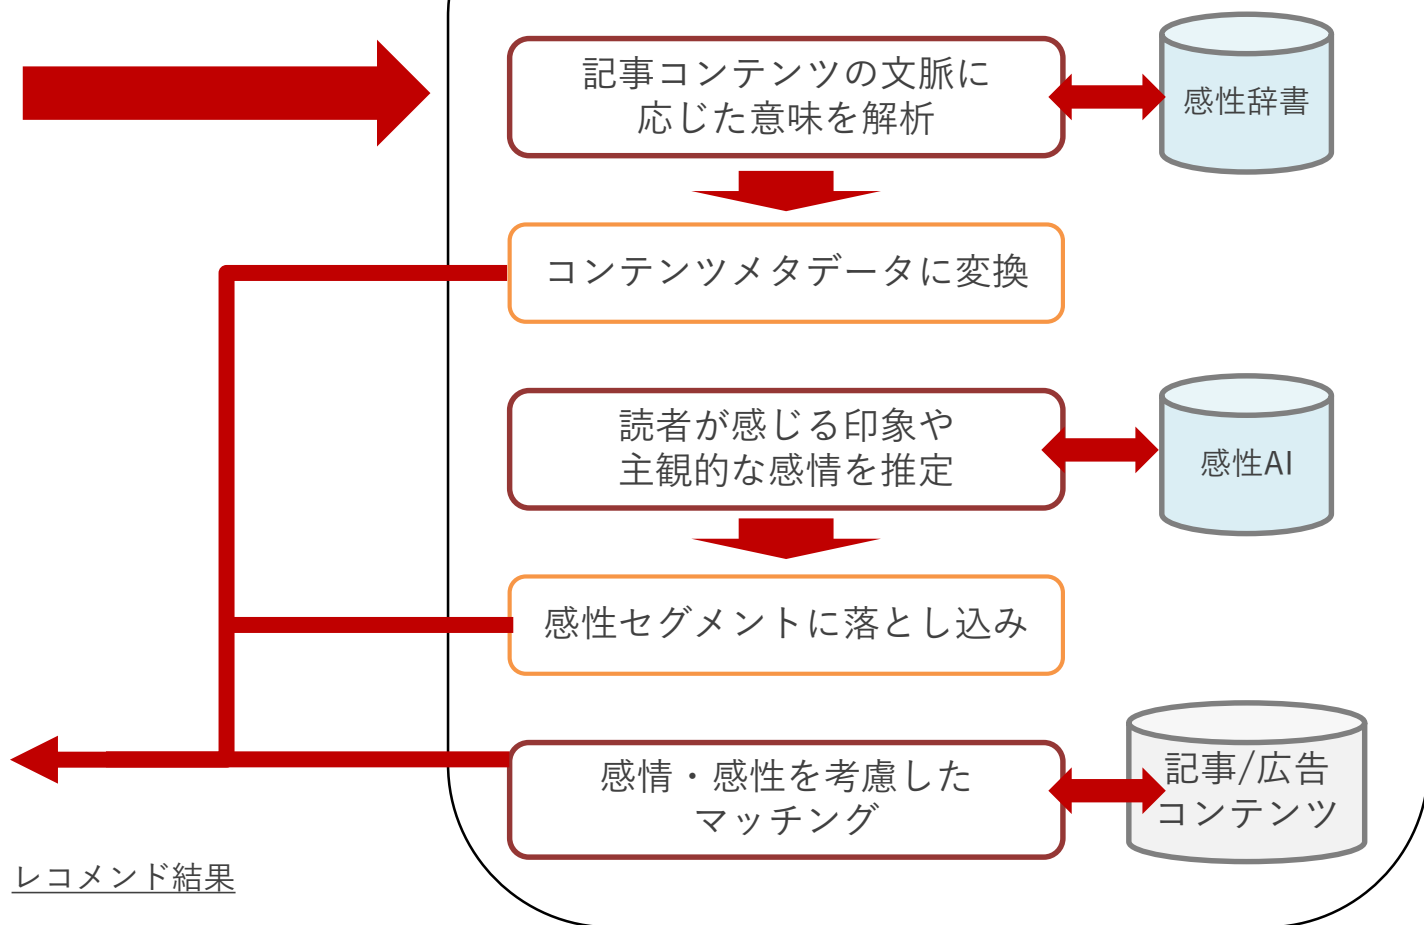 記事コンテンツの文脈に
応じた意味を解析
感性辞書
コンテンツメタデータに変換
読者が感じる印象や
主観的な感情を推定
感性AI
感性セグメントに落とし込み
感情・感性を考慮した
マッチング
記事/広告
コンテンツ
レコメンド結果